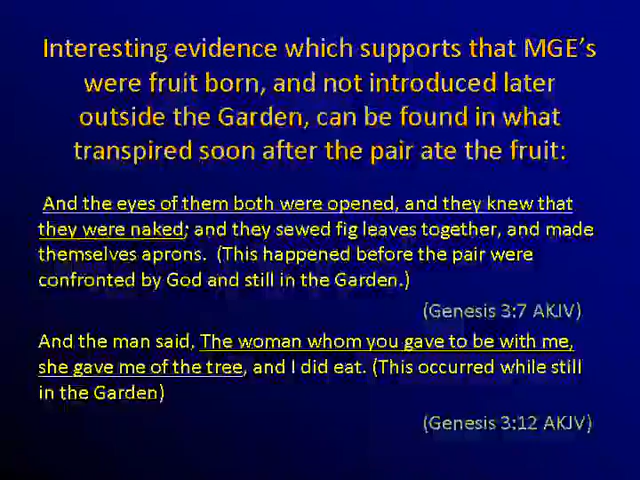 Interesting evidence which supports that MGE's
were fruit born, and not introduced later
outside the Garden, can be found in what
transpired soon after the pair ate the fruit:
And the eyes of them both were opened, and they knew that
they were naked; and they sewed fig leaves together, and made
themselves aprons. (This happened before the pair were
confronted by God and still in the Garden.)
(Genesis 3:7 AKJV)
And the man said, The woman whom you gave to be with me,
she gave me of the tree, and I did eat. (This occurred while still
in the Garden)
(Genesis 3:12 AKJV)